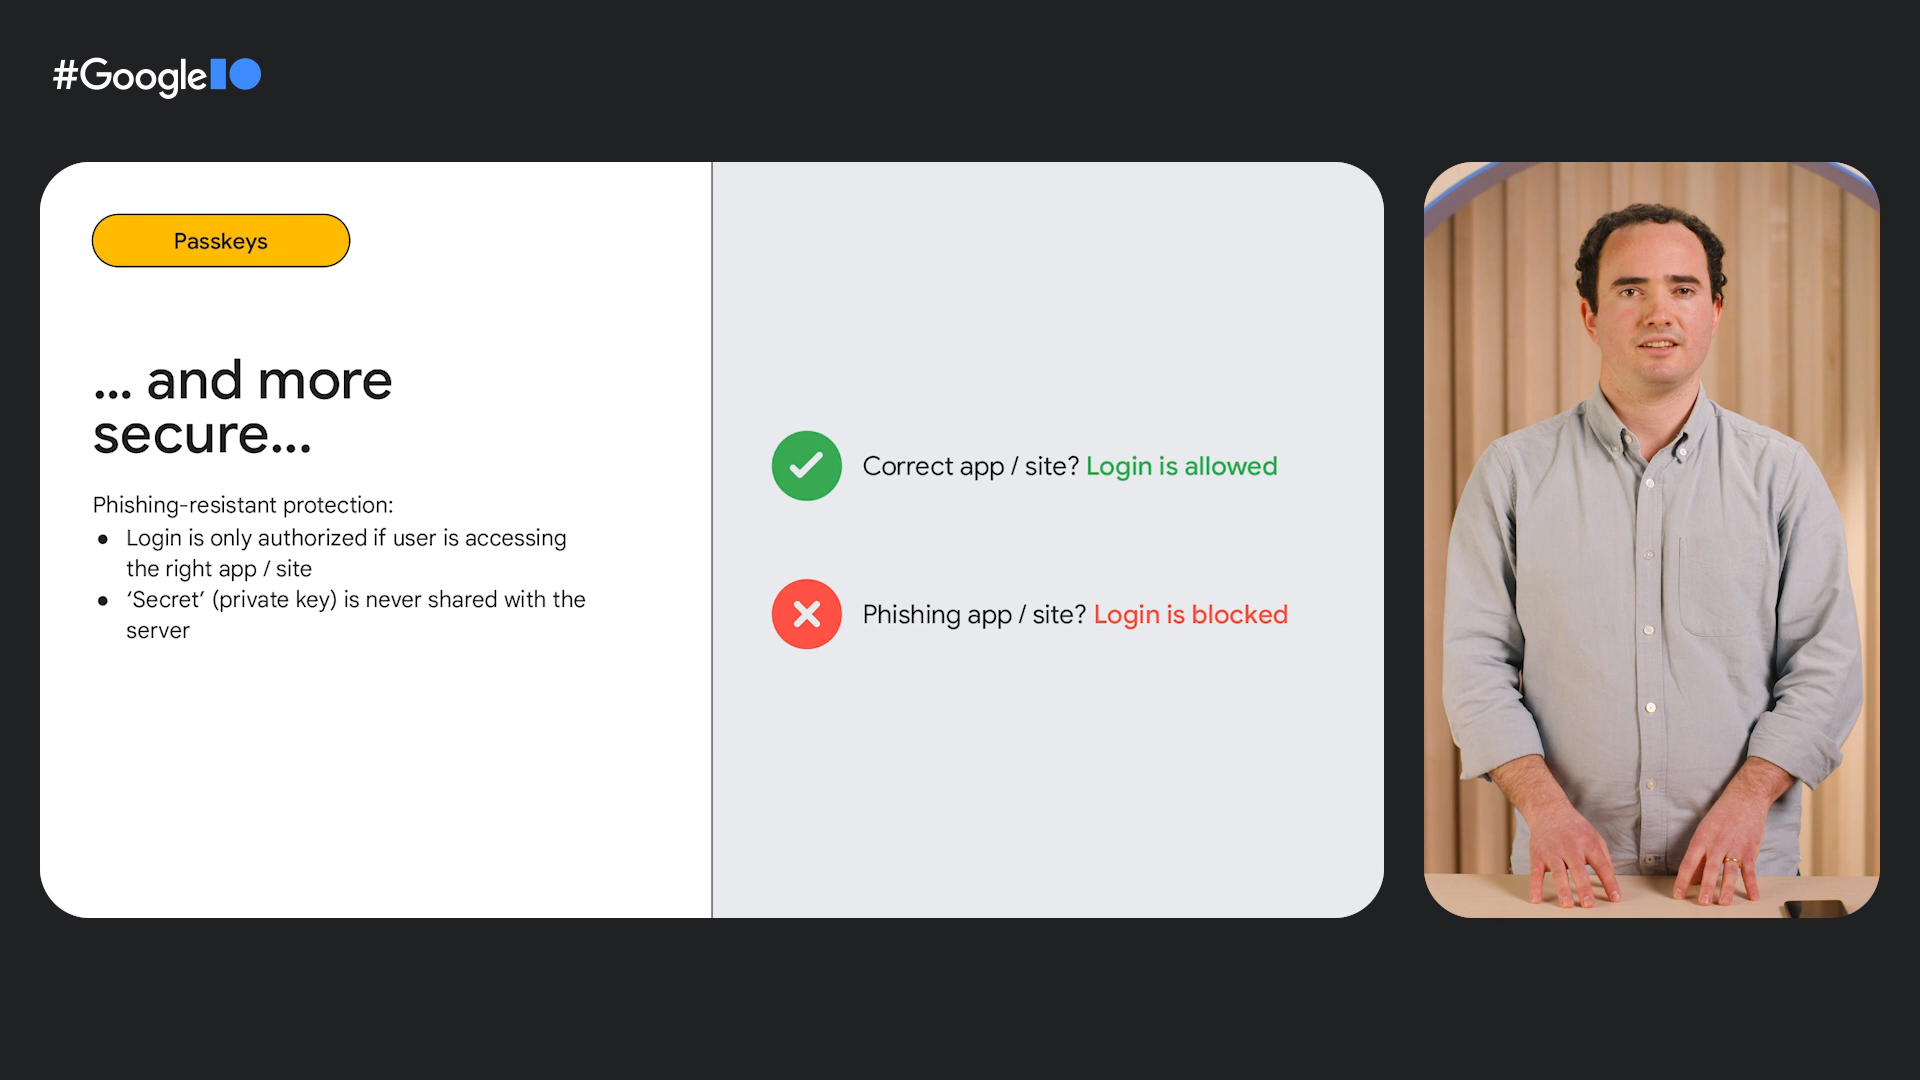 #GoogleIO
Passkeys
... and more
secure...
Phishing-resistant protection:
● Login is only authorized if user is accessing
the right app / site
● ‘Secret’ (private key) is never shared with the
server
Correct app / site? Login is allowed
Phishing app / site? Login is blocked